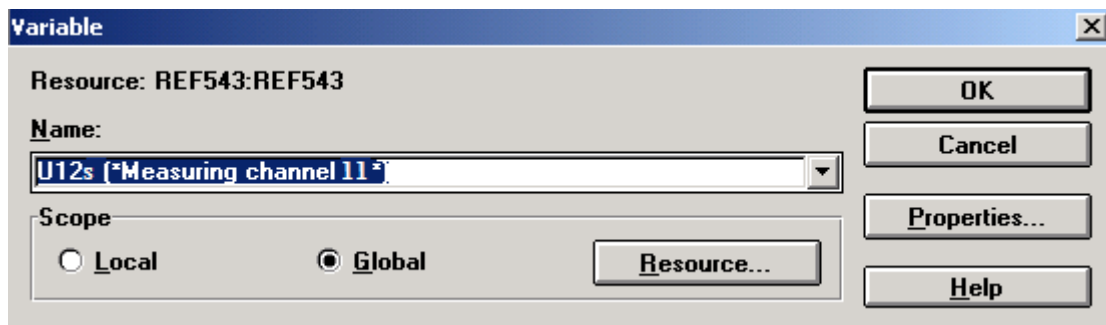 Variable
Resource: REF543:REF543
Name:
U12s (*Measuring channel 11*)
Scope
Local
Global
Resource...
OK
Cancel
Properties...
Help